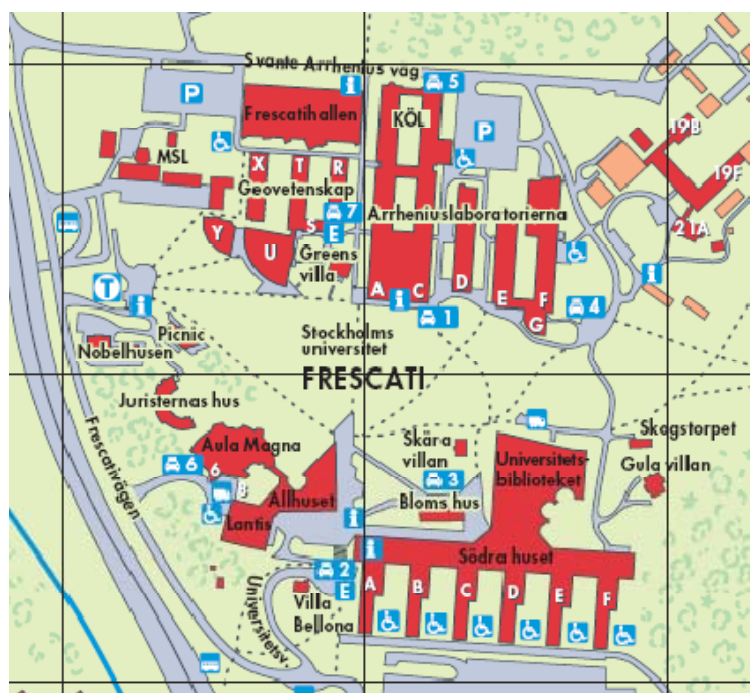 Svante Arrhenius väg
5
P
Frescatihallen
KÖL
P
19B
MSL
X
T
R
19F
Geovetenskap
7
Arrheniuslaboratorierna
S
E
21A
Y
U
Greens
villa
A
C
D
E
F
G
T
1
4
Picnic
Nobelhusen
Stockholms
universitet
FRESCATI
Juristernas hus
Frescativägen
Aula Magna
6
6
8
Allhuset
Lantis
Skära
villan
3
Bloms hus
Universitets-
biblioteket
Skogstorpet
Gula villan
Södra huset
2
E
A
B
C
D
E
F
Universitetsv.
Villa
Bellona